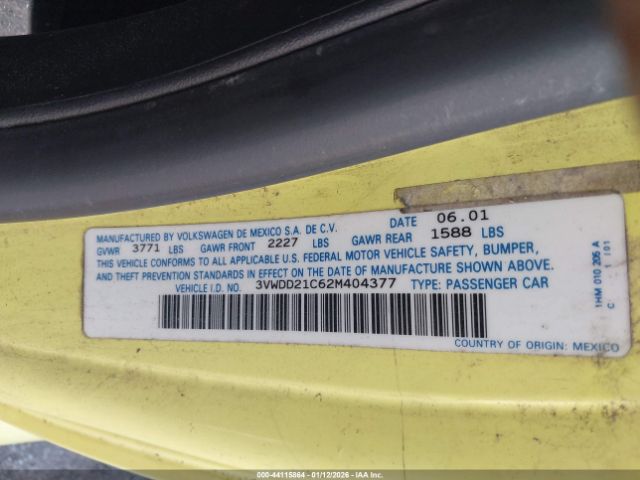 MANUFACTURED BY VOLKSWAGEN DE MEXICO S.A. DE C.V. DATE 06.01
GVWR 3771 LBS GAWR FRONT 2227 LBS GAWR REAR 1588 LBS
THIS VEHICLE CONFORMS TO ALL APPLICABLE U.S. FEDERAL MOTOR VEHICLE SAFETY, BUMPER,
AND THEFT PREVENTION STANDARDS IN EFFECT ON THE DATE OF MANUFACTURE SHOWN ABOVE.
VEHICLE I.D. NO. 3VWDD21C62M404377 TYPE: PASSENGER CAR
COUNTRY OF ORIGIN: MEXICO
1HM 010 205 A
C 1 / 01
000-44115864 - 01/12/2026 - IAA Inc.